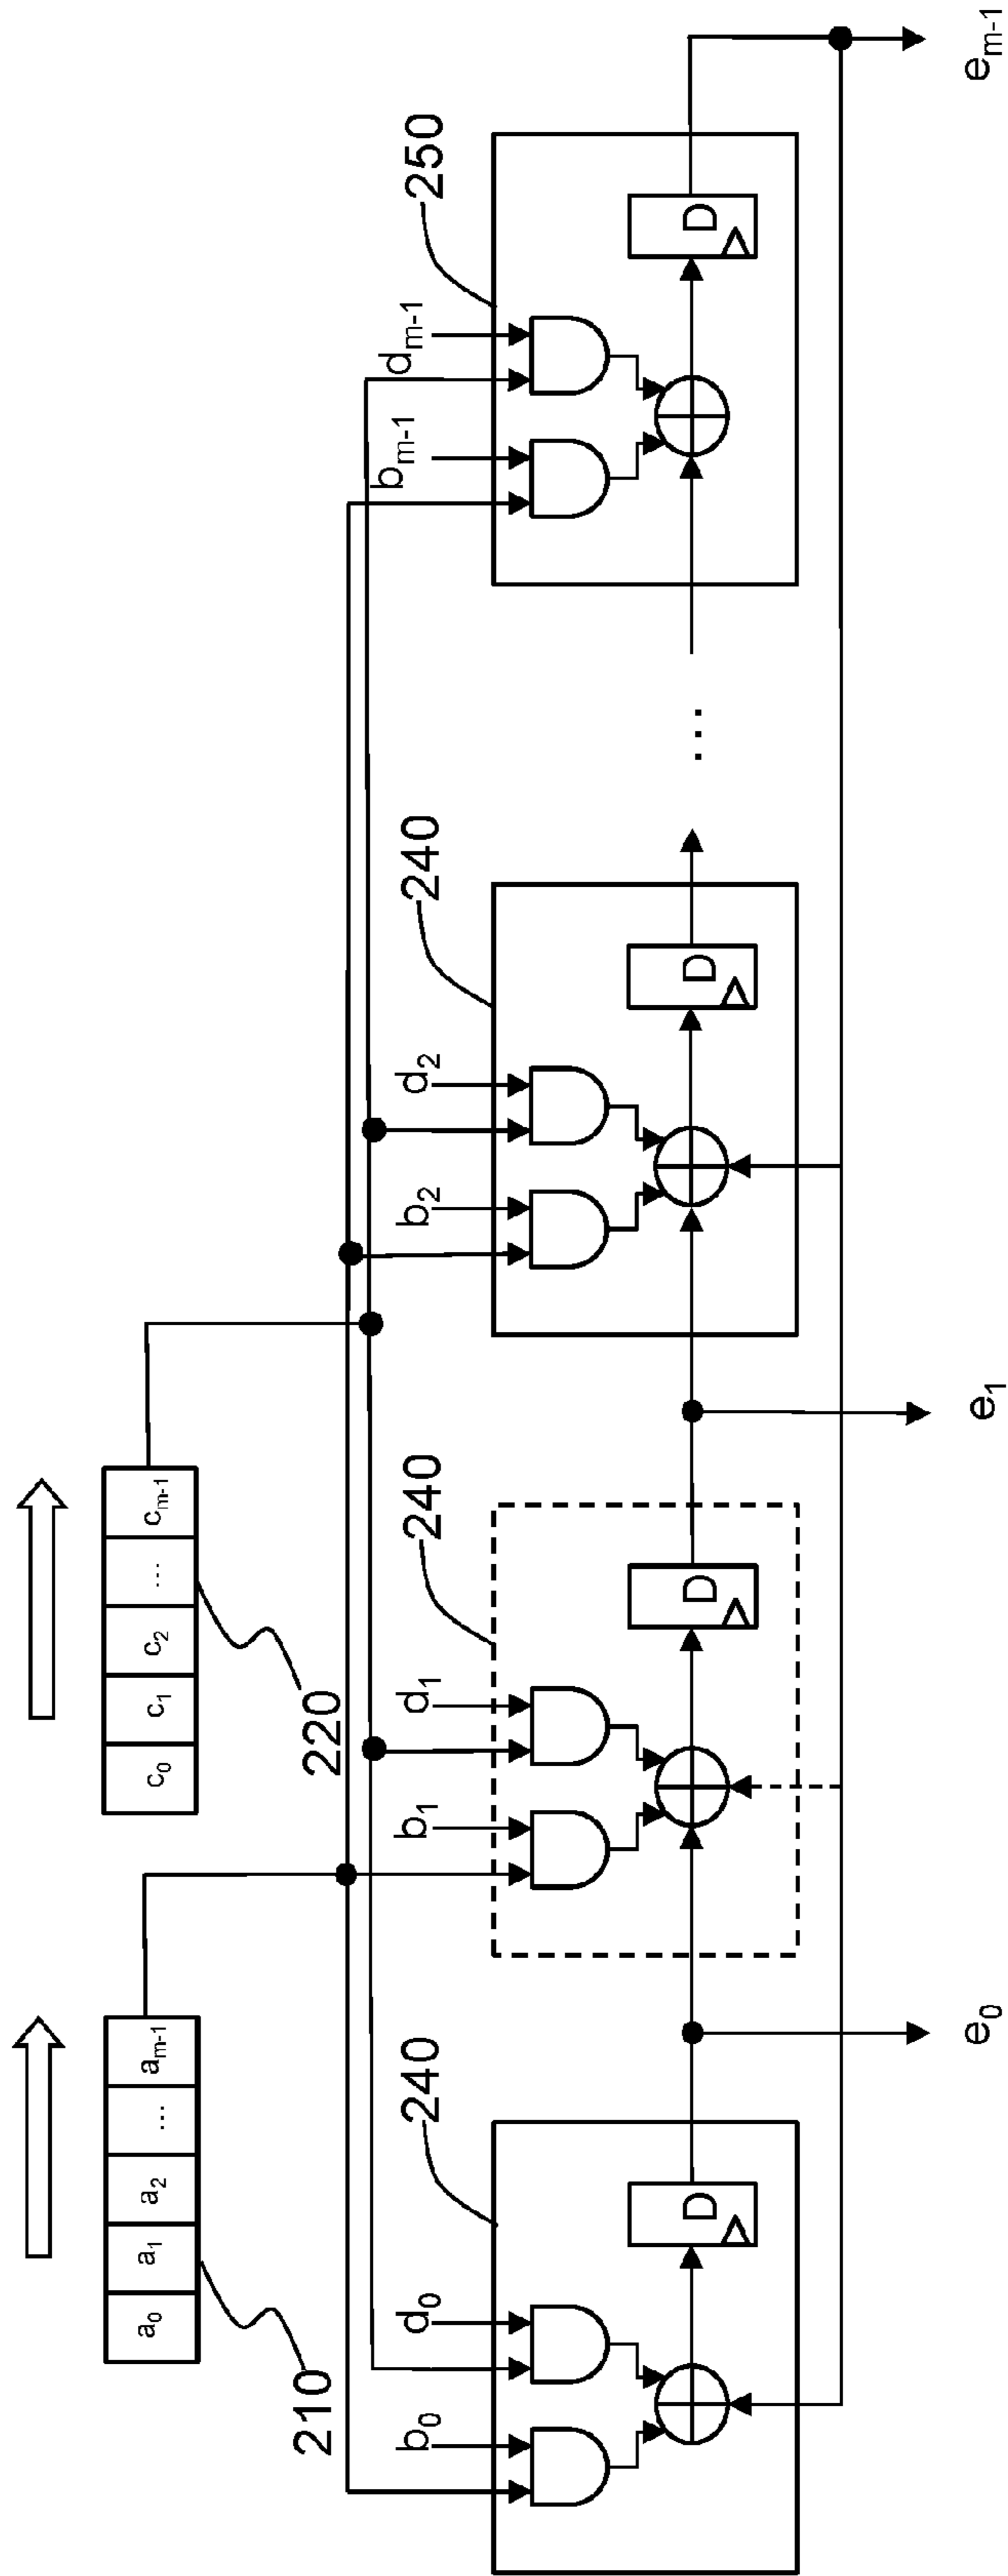 a₀ a₁ a₂ ... aₘ₋₁
c₀ c₁ c₂ ... cₘ₋₁
210
220
240
240
240
250
b₀ d₀
b₁ d₁
b₂ d₂
bₘ₋₁ dₘ₋₁
D
D
D
...
D
e₀
e₁
eₘ₋₁